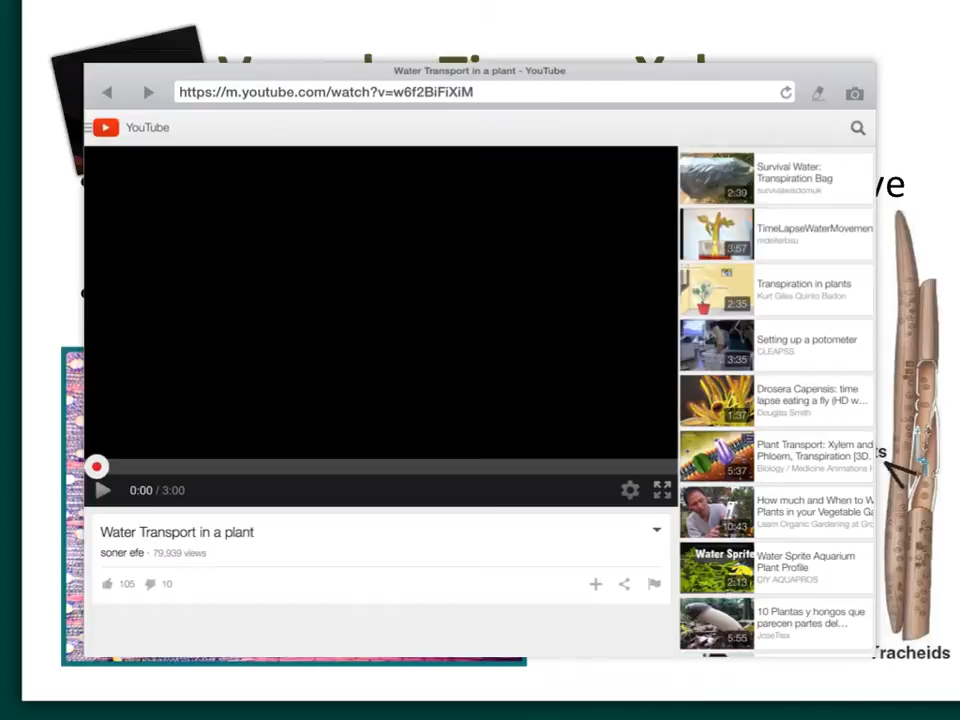 Water Transport in a plant - YouTube
https://m.youtube.com/watch?v=w6f2BiFiXiM
YouTube
ve
0:00 / 3:00
Water Transport in a plant
soner efe · 79,939 views
105 10
Survival Water:
Transpiration Bag
survivalwisdomuk
2:39
TimeLapseWaterMovemen
mdeiterbsu
3:57
Transpiration in plants
Kurt Giles Quinto Badon
2:35
Setting up a potometer
CLEAPSS
3:35
Drosera Capensis: time
lapse eating a fly (HD w...
Douglas Smith
1:37
Plant Transport: Xylem and
Phloem, Transpiration [3D.
Biology / Medicine Animations H
5:37
How much and When to W
Plants in your Vegetable Ga
Learn Organic Gardening at Gro
10:43
Water Sprite
Water Sprite Aquarium
Plant Profile
DIY AQUAPROS
2:13
10 Plantas y hongos que
parecen partes del...
JoseTrex
5:55
ts
Tracheids